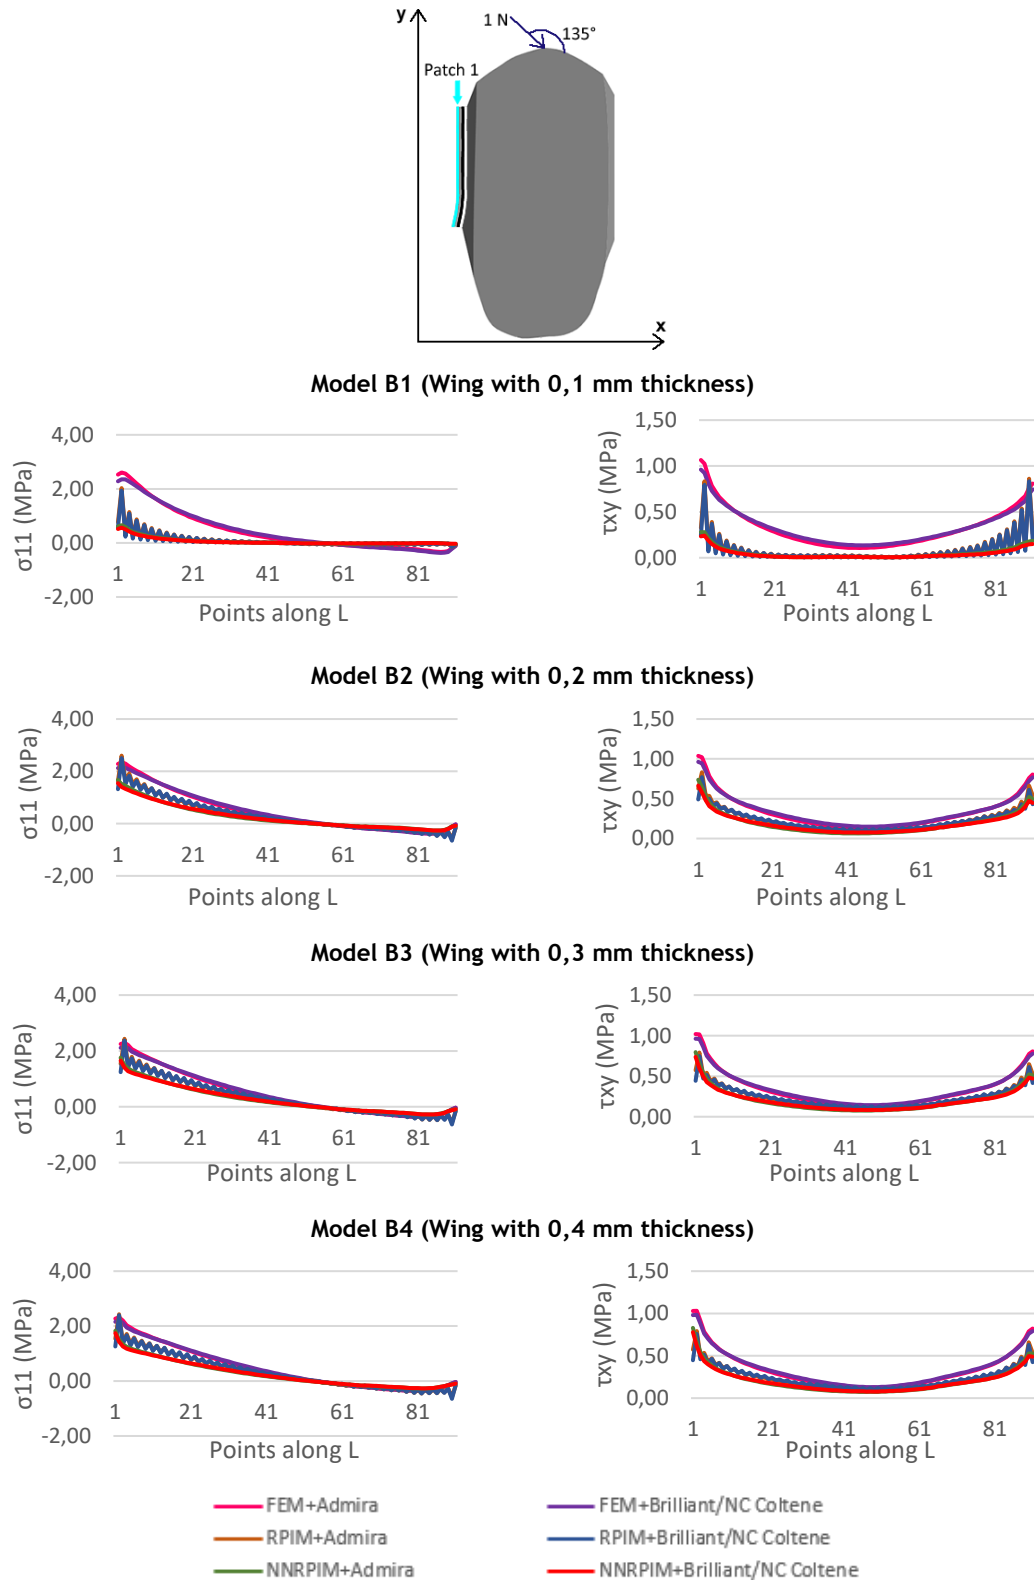 y
1 N
135°
Patch 1
x
Model B1 (Wing with 0,1 mm thickness)
4,00
2,00
0,00
-2,00
σ11 (MPa)
1 21 41 61 81
Points along L
1,50
1,00
0,50
0,00
τxy (MPa)
1 21 41 61 81
Points along L
Model B2 (Wing with 0,2 mm thickness)
4,00
2,00
0,00
-2,00
σ11 (MPa)
1 21 41 61 81
Points along L
1,50
1,00
0,50
0,00
τxy (MPa)
1 21 41 61 81
Points along L
Model B3 (Wing with 0,3 mm thickness)
4,00
2,00
0,00
-2,00
σ11 (MPa)
1 21 41 61 81
Points along L
1,50
1,00
0,50
0,00
τxy (MPa)
1 21 41 61 81
Points along L
Model B4 (Wing with 0,4 mm thickness)
4,00
2,00
0,00
-2,00
σ11 (MPa)
1 21 41 61 81
Points along L
1,50
1,00
0,50
0,00
τxy (MPa)
1 21 41 61 81
Points along L
FEM+Admira FEM+Brilliant/NC Coltene
RPIM+Admira RPIM+Brilliant/NC Coltene
NNRPIM+Admira NNRPIM+Brilliant/NC Coltene